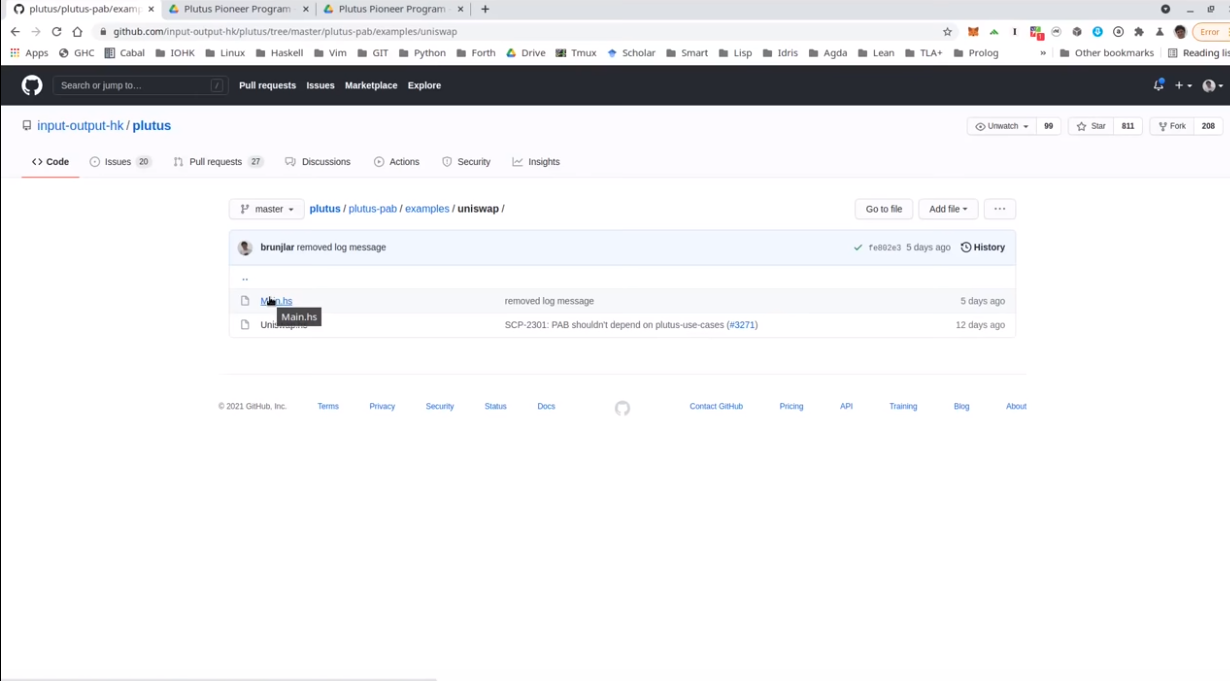 plutus/plutus-pab/examp
Plutus Pioneer Program
Plutus Pioneer Program
github.com/input-output-hk/plutus/tree/master/plutus-pab/examples/uniswap
Error
Apps GHC Cabal IOHK Linux Haskell Vim GIT Python Forth Drive Tmux Scholar Smart Lisp Idris Agda Lean TLA+ Prolog » Other bookmarks Reading lis
Search or jump to… /
Pull requests Issues Marketplace Explore
input-output-hk / plutus
Unwatch 99 Star 811 Fork 208
Code Issues 20 Pull requests 27 Discussions Actions Security Insights
master plutus / plutus-pab / examples / uniswap / Go to file Add file ···
brunjlar removed log message fe802e3 5 days ago History
..
Main.hs removed log message 5 days ago
Main.hs
SCP-2301: PAB shouldn't depend on plutus-use-cases (#3271) 12 days ago
© 2021 GitHub, Inc. Terms Privacy Security Status Docs Contact GitHub Pricing API Training Blog About